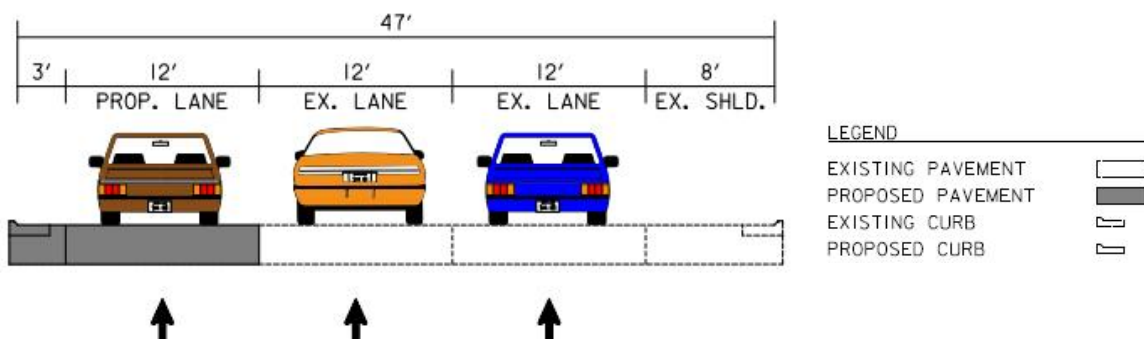 47'
3' 12' 12' 12' 8'
PROP. LANE EX. LANE EX. LANE EX. SHLD.
LEGEND
EXISTING PAVEMENT
PROPOSED PAVEMENT
EXISTING CURB
PROPOSED CURB